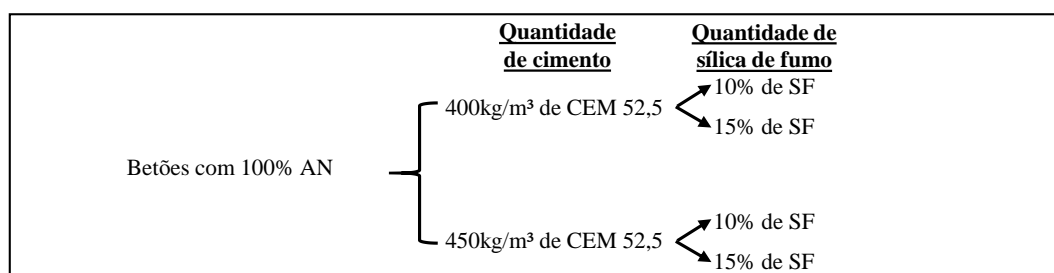 Quantidade
de cimento
Quantidade de
sílica de fumo
Betões com 100% AN
400kg/m³ de CEM 52,5
10% de SF
15% de SF
450kg/m³ de CEM 52,5
10% de SF
15% de SF